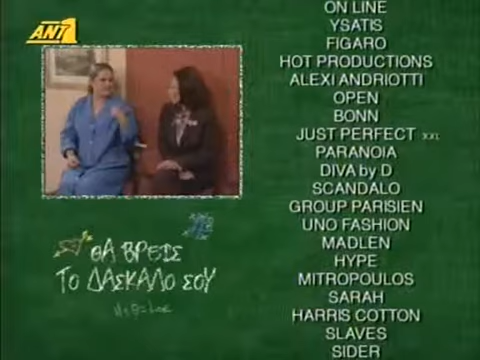 ANT1
ΘΑ ΒΡΕΙΣ
ΤΟ ΔΑΣΚΑΛΟ ΣΟΥ
ON LINE
YSATIS
FIGARO
HOT PRODUCTIONS
ALEXI ANDRIOTTI
OPEN
BONN
JUST PERFECT XXL
PARANOIA
DIVA by D
SCANDALO
GROUP PARISIEN
UNO FASHION
MADLEN
HYPE
MITROPOULOS
SARAH
HARRIS COTTON
SLAVES
SIDER